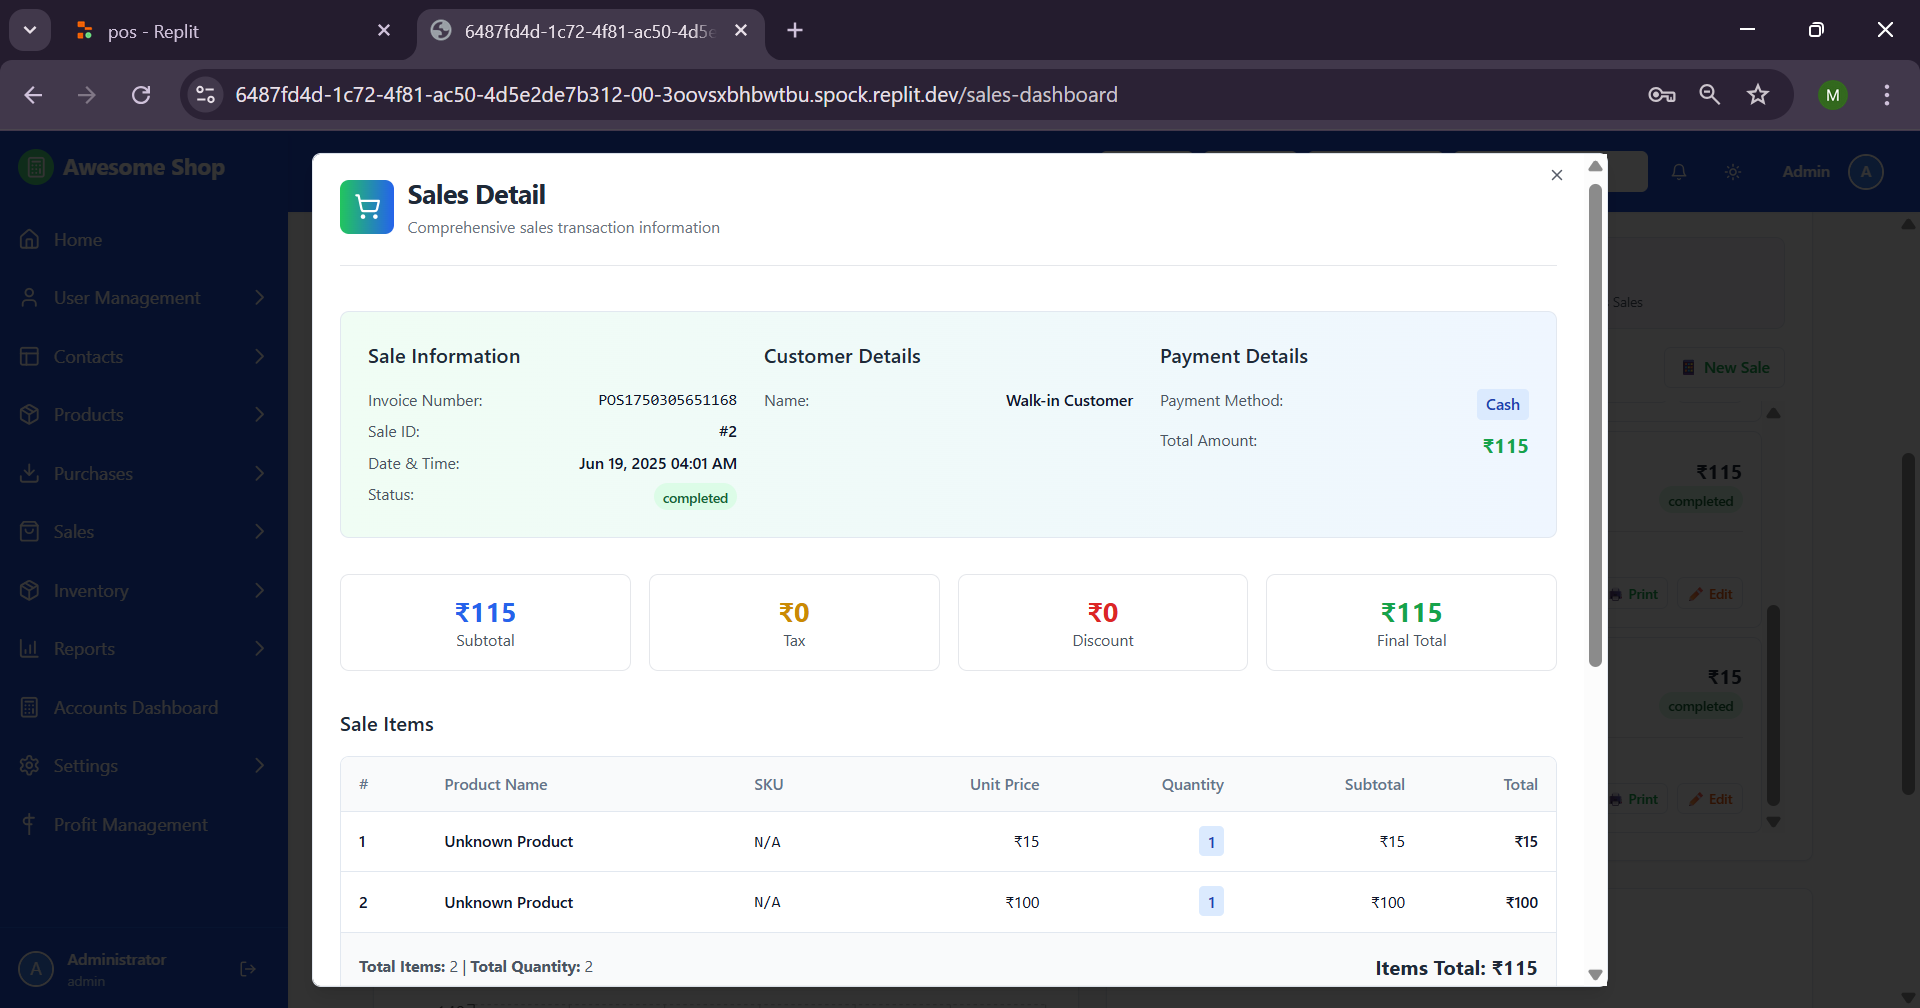 pos - Replit
6487fd4d-1c72-4f81-ac50-4d5e
6487fd4d-1c72-4f81-ac50-4d5e2de7b312-00-3oovsxbhbwtbu.spock.replit.dev/sales-dashboard
M
Awesome Shop
Admin
A
Home
User Management
Contacts
Products
Purchases
Sales
Inventory
Reports
Accounts Dashboard
Settings
Profit Management
A
Administrator
admin
Sales Detail
Comprehensive sales transaction information
Sale Information
Invoice Number: POS1750305651168
Sale ID: #2
Date & Time: Jun 19, 2025 04:01 AM
Status: completed
Customer Details
Name: Walk-in Customer
Payment Details
Payment Method: Cash
Total Amount: ₹115
₹115
Subtotal
₹0
Tax
₹0
Discount
₹115
Final Total
Sale Items
# Product Name SKU Unit Price Quantity Subtotal Total
1 Unknown Product N/A ₹15 1 ₹15 ₹15
2 Unknown Product N/A ₹100 1 ₹100 ₹100
Total Items: 2 | Total Quantity: 2 Items Total: ₹115
Sales
New Sale
₹115
completed
Print Edit
₹15
completed
Print Edit